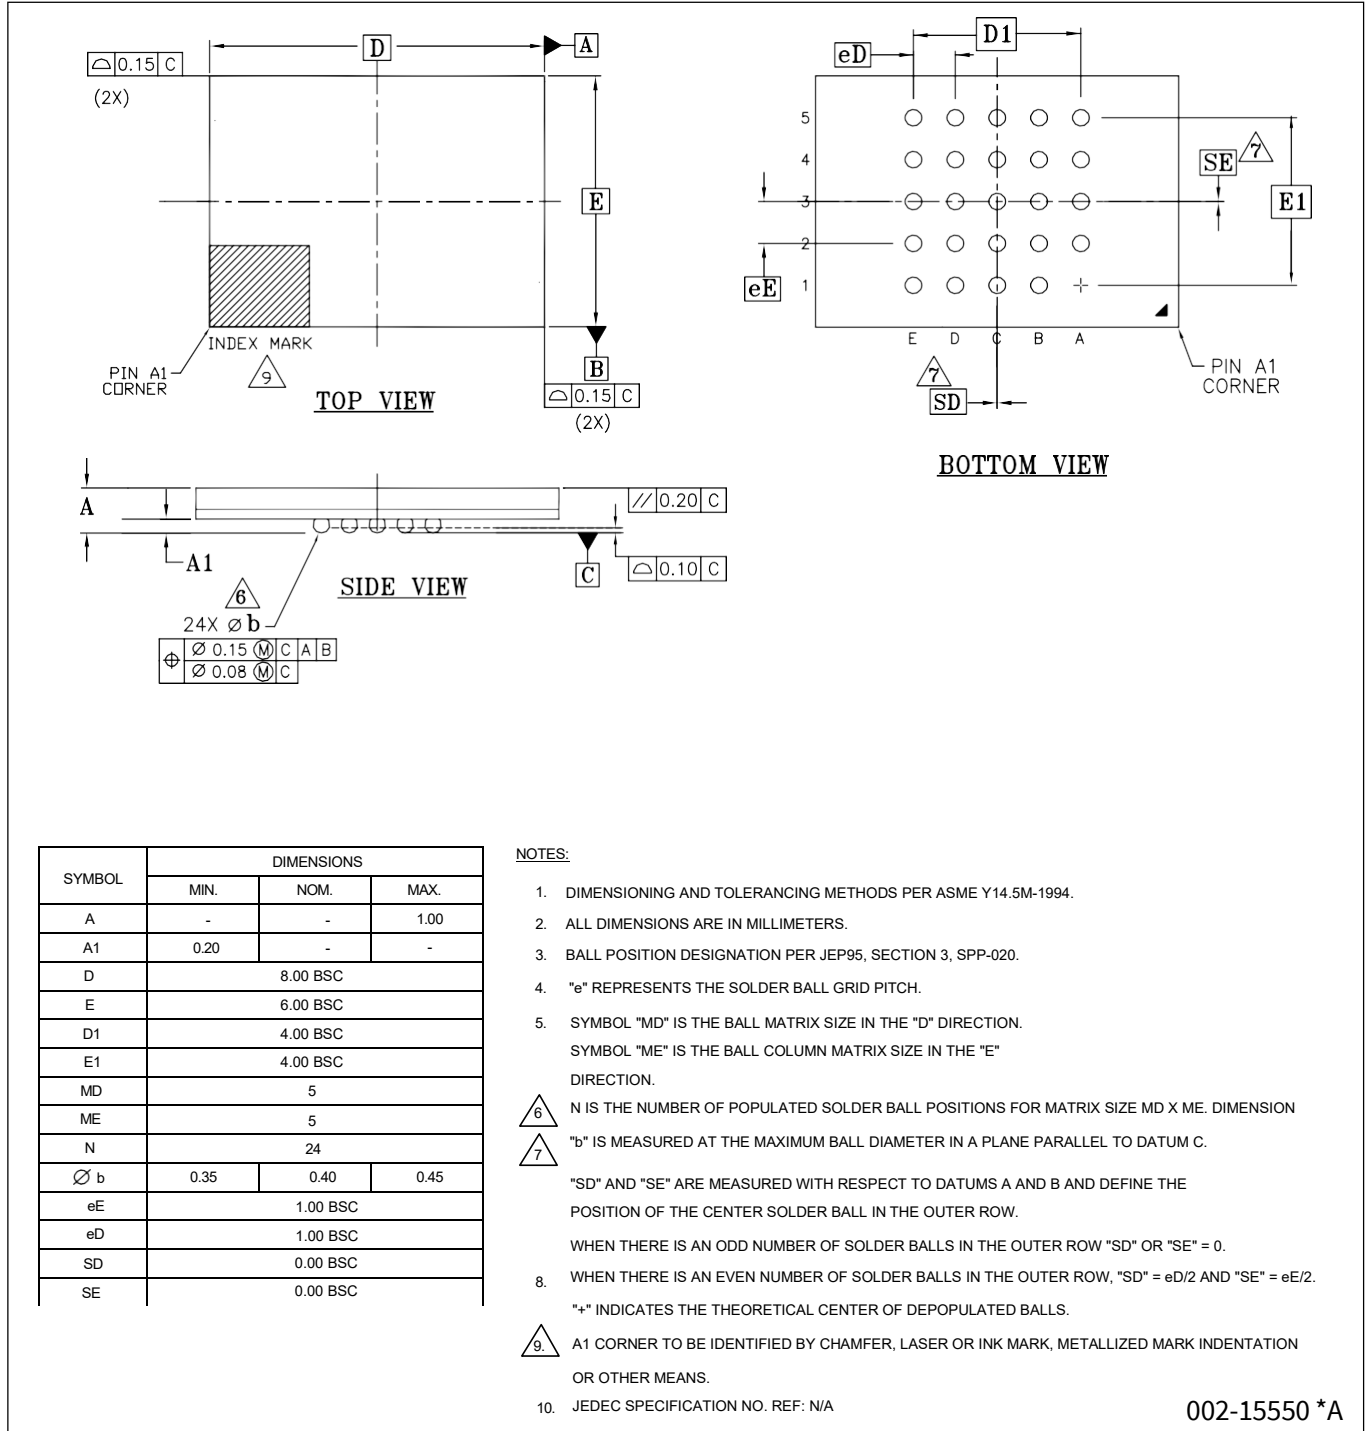 D
A
⌓ 0.15 C
(2X)
E
INDEX MARK
9
PIN A1
CORNER
B
TOP VIEW
⌓ 0.15 C
(2X)
D1
eD
5
4
3
2
1
SE
7
E1
eE
E D C B A
7
SD
PIN A1
CORNER
BOTTOM VIEW
A
A1
// 0.20 C
⌓ 0.10 C
C
SIDE VIEW
6
24X ⌀ b
⌖ ⌀ 0.15 Ⓜ C A B
⌀ 0.08 Ⓜ C
SYMBOL DIMENSIONS
MIN. NOM. MAX.
A - - 1.00
A1 0.20 - -
D 8.00 BSC
E 6.00 BSC
D1 4.00 BSC
E1 4.00 BSC
MD 5
ME 5
N 24
⌀ b 0.35 0.40 0.45
eE 1.00 BSC
eD 1.00 BSC
SD 0.00 BSC
SE 0.00 BSC
NOTES:
1. DIMENSIONING AND TOLERANCING METHODS PER ASME Y14.5M-1994.
2. ALL DIMENSIONS ARE IN MILLIMETERS.
3. BALL POSITION DESIGNATION PER JEP95, SECTION 3, SPP-020.
4. "e" REPRESENTS THE SOLDER BALL GRID PITCH.
5. SYMBOL "MD" IS THE BALL MATRIX SIZE IN THE "D" DIRECTION.
SYMBOL "ME" IS THE BALL COLUMN MATRIX SIZE IN THE "E"
DIRECTION.
6 N IS THE NUMBER OF POPULATED SOLDER BALL POSITIONS FOR MATRIX SIZE MD X ME. DIMENSION
7 "b" IS MEASURED AT THE MAXIMUM BALL DIAMETER IN A PLANE PARALLEL TO DATUM C.
"SD" AND "SE" ARE MEASURED WITH RESPECT TO DATUMS A AND B AND DEFINE THE
POSITION OF THE CENTER SOLDER BALL IN THE OUTER ROW.
WHEN THERE IS AN ODD NUMBER OF SOLDER BALLS IN THE OUTER ROW "SD" OR "SE" = 0.
8. WHEN THERE IS AN EVEN NUMBER OF SOLDER BALLS IN THE OUTER ROW, "SD" = eD/2 AND "SE" = eE/2.
"+" INDICATES THE THEORETICAL CENTER OF DEPOPULATED BALLS.
9. A1 CORNER TO BE IDENTIFIED BY CHAMFER, LASER OR INK MARK, METALLIZED MARK INDENTATION
OR OTHER MEANS.
10. JEDEC SPECIFICATION NO. REF: N/A
002-15550 *A